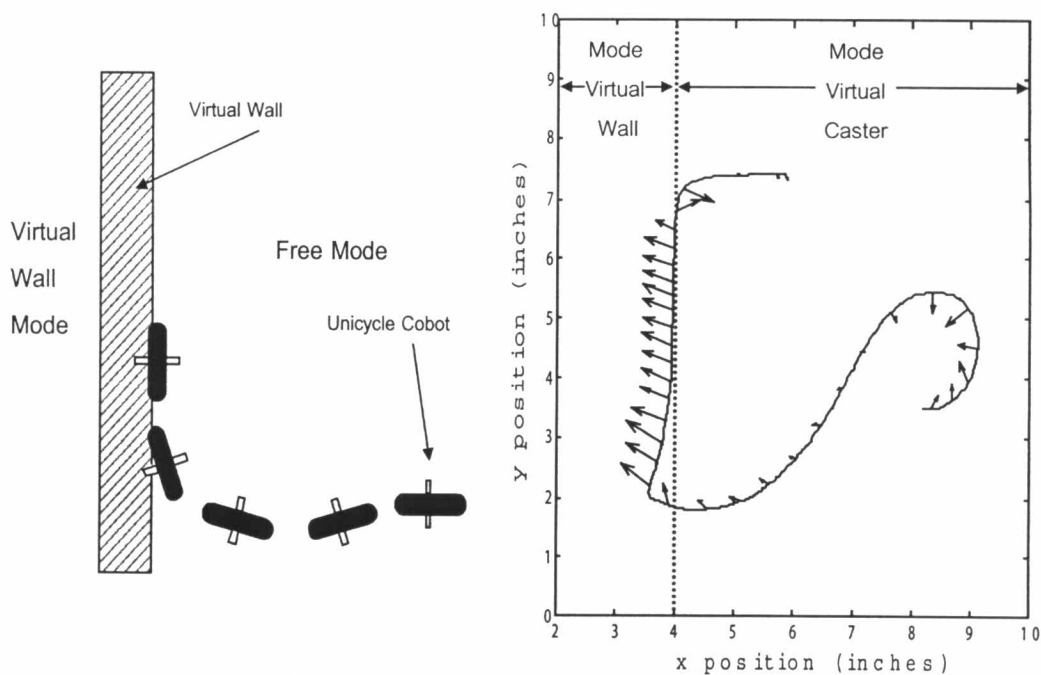 Virtual Wall
Virtual
Wall
Mode
Free Mode
Unicycle Cobot
10
9
8
7
6
5
4
3
2
1
0
y position (inches)
Mode
Virtual
Wall
Mode
Virtual
Caster
2
3
4
5
6
7
8
9
10
x position (inches)